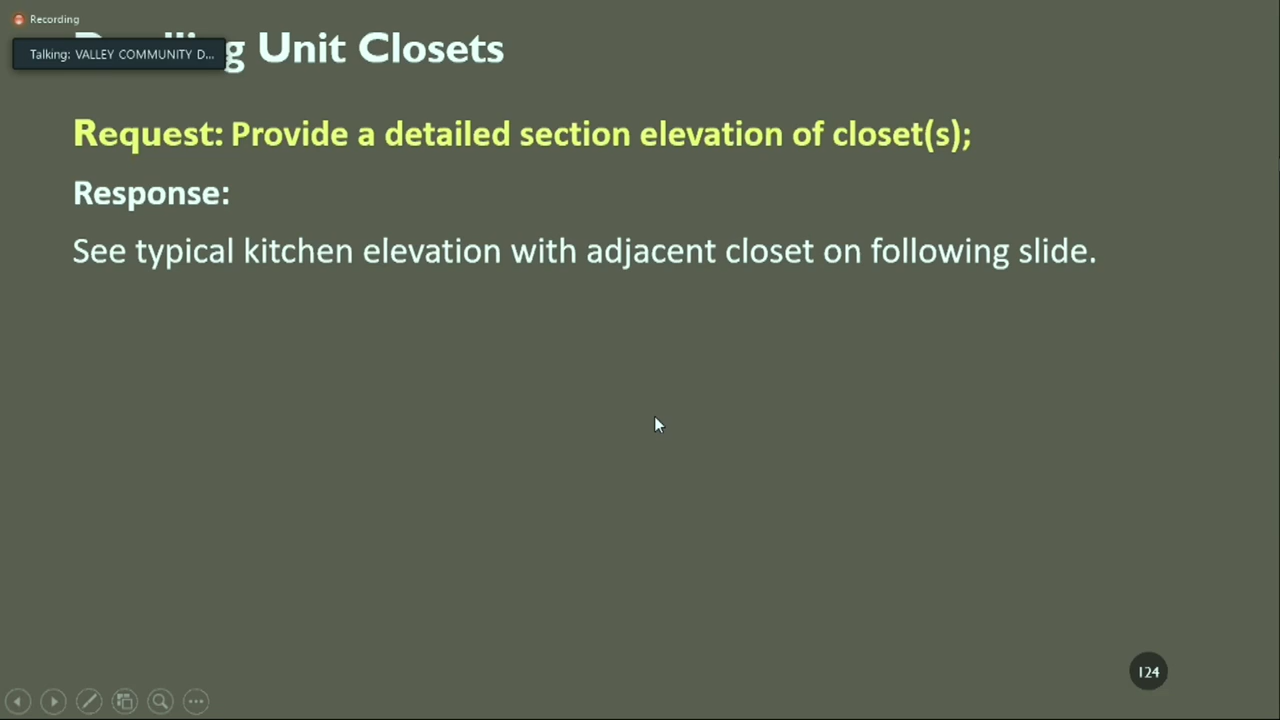 Recording
Talking: VALLEY COMMUNITY D...
Unit Closets
Request: Provide a detailed section elevation of closet(s);
Response:
See typical kitchen elevation with adjacent closet on following slide.
124